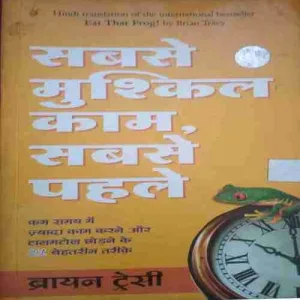 Hindi translation of the international bestseller
Eat That Frog! by Brian Tracy
सबसे
मुश्किल
काम,
सबसे
पहले
कम समय में
ज़्यादा काम करने और
टालमटोल छोड़ने के
बेहतरीन तरीक़े
ब्रायन ट्रेसी